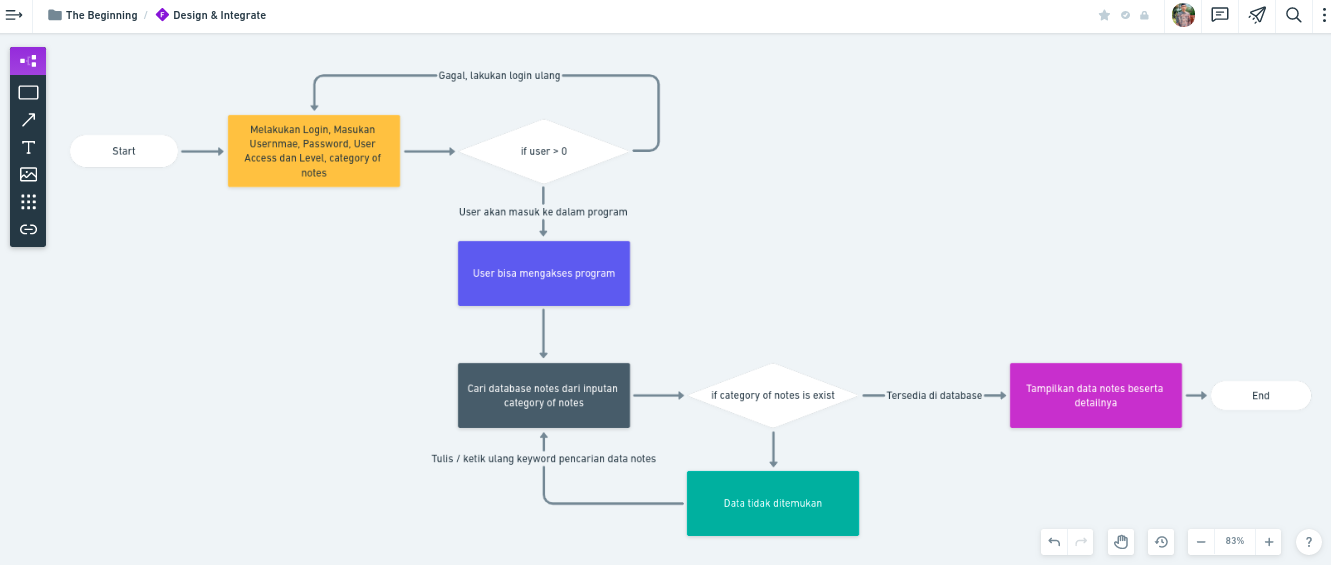 The Beginning / Design & Integrate
Gagal, lakukan login ulang
Start
Melakukan Login, Masukan
Usernmae, Password, User
Access dan Level, category of
notes
if user > 0
User akan masuk ke dalam program
User bisa mengakses program
Cari database notes dari inputan
category of notes
if category of notes is exist
Tersedia di database
Tampilkan data notes beserta
detailnya
End
Tulis / ketik ulang keyword pencarian data notes
Data tidak ditemukan
83%
?